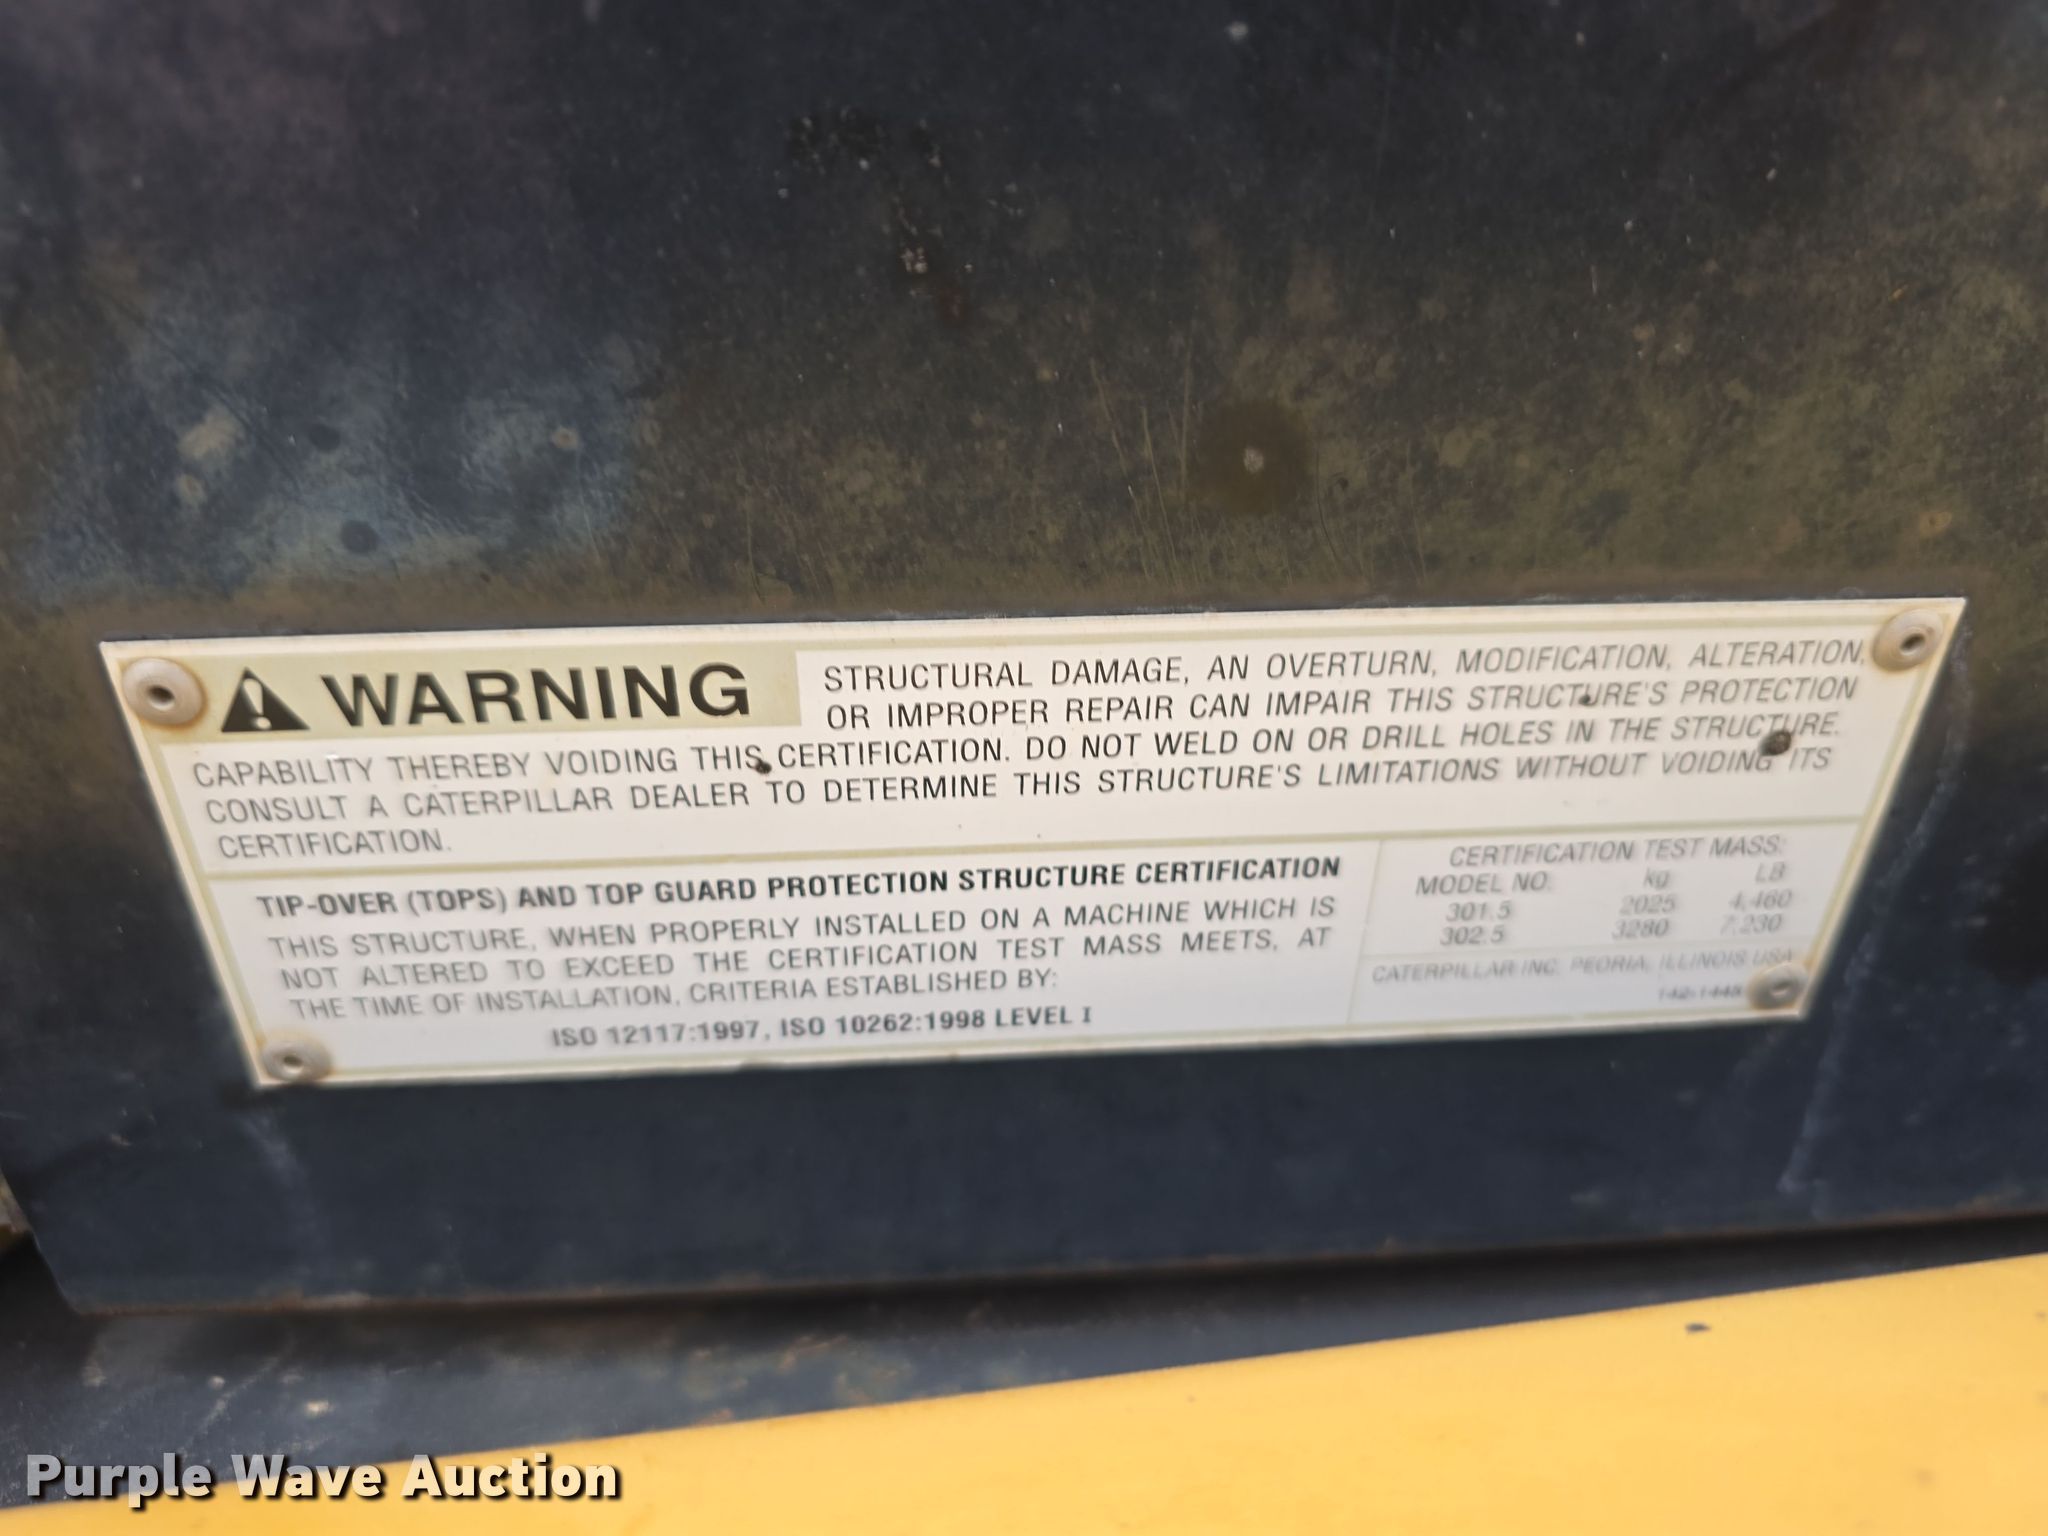 WARNING STRUCTURAL DAMAGE, AN OVERTURN, MODIFICATION, ALTERATION,
OR IMPROPER REPAIR CAN IMPAIR THIS STRUCTURE'S PROTECTION
CAPABILITY THEREBY VOIDING THIS CERTIFICATION. DO NOT WELD ON OR DRILL HOLES IN THE STRUCTURE.
CONSULT A CATERPILLAR DEALER TO DETERMINE THIS STRUCTURE'S LIMITATIONS WITHOUT VOIDING ITS
CERTIFICATION.
TIP-OVER (TOPS) AND TOP GUARD PROTECTION STRUCTURE CERTIFICATION
THIS STRUCTURE, WHEN PROPERLY INSTALLED ON A MACHINE WHICH IS
NOT ALTERED TO EXCEED THE CERTIFICATION TEST MASS MEETS, AT
THE TIME OF INSTALLATION, CRITERIA ESTABLISHED BY:
ISO 12117:1997, ISO 10262:1998 LEVEL I
CERTIFICATION TEST MASS:
MODEL NO. kg LB
301.5 2025 4,460
302.5 3280 7,230
CATERPILLAR INC. PEORIA, ILLINOIS USA
Purple Wave Auction